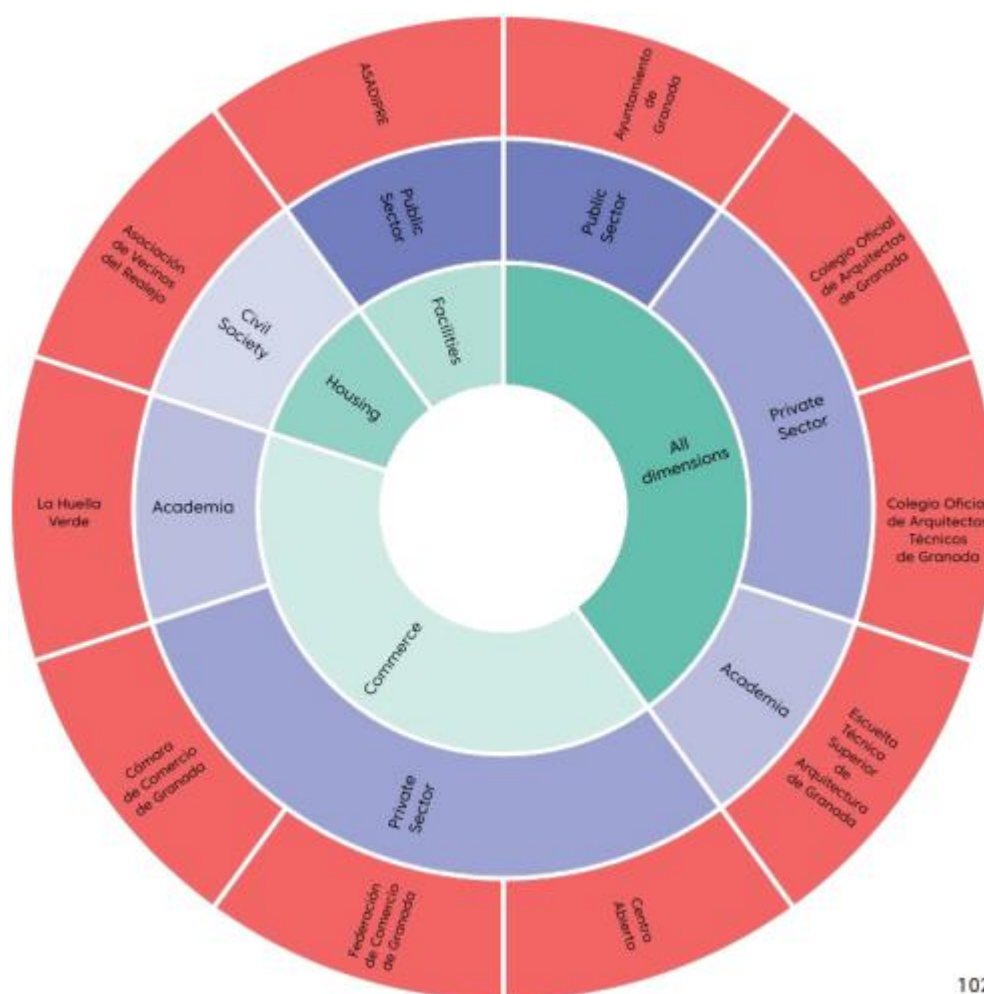 ASADIPRE
Ayuntamiento
de
Granada
Colegio Oficial
de Arquitectos
de Granada
Colegio Oficial
de Arquitectos
Técnicos
de Granada
Escuelta
Técnica
Superior
de
Arquitectura
de Granada
Centro
Abierto
Federación
de Comercio
de Granada
Cámara
de Comercio
de Granada
La Huella
Verde
Asociación
de Vecinos
del Realejo
Public
Sector
Public
Sector
Private
Sector
Academia
Private
Sector
Academia
Civil
Society
Facilities
All
dimensions
Commerce
Housing
102